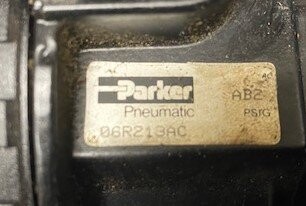 Parker AB2
Pneumatic PSIG
06R213AC